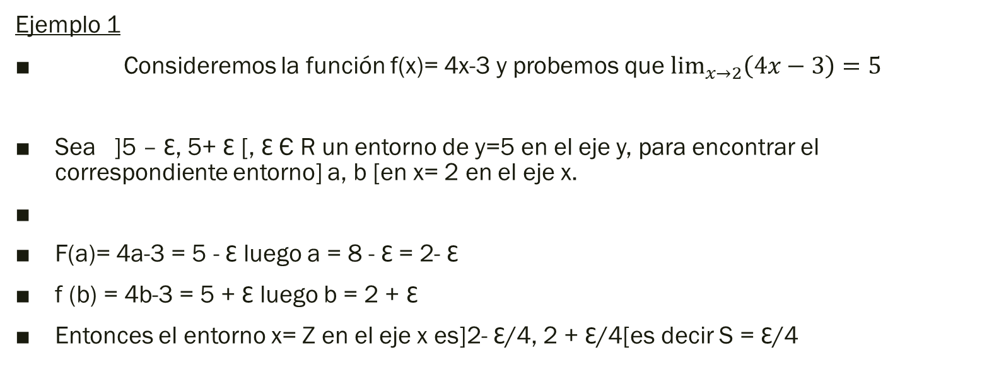 Ejemplo 1
■ Consideremos la función f(x)= 4x-3 y probemos que lim_{x→2}(4x − 3) = 5
■ Sea ]5 – Ɛ, 5+ Ɛ [, Ɛ Є R un entorno de y=5 en el eje y, para encontrar el
correspondiente entorno] a, b [en x= 2 en el eje x.
■
■ F(a)= 4a-3 = 5 - Ɛ luego a = 8 - Ɛ = 2- Ɛ
■ f (b) = 4b-3 = 5 + Ɛ luego b = 2 + Ɛ
■ Entonces el entorno x= Z en el eje x es]2- Ɛ/4, 2 + Ɛ/4[es decir S = Ɛ/4